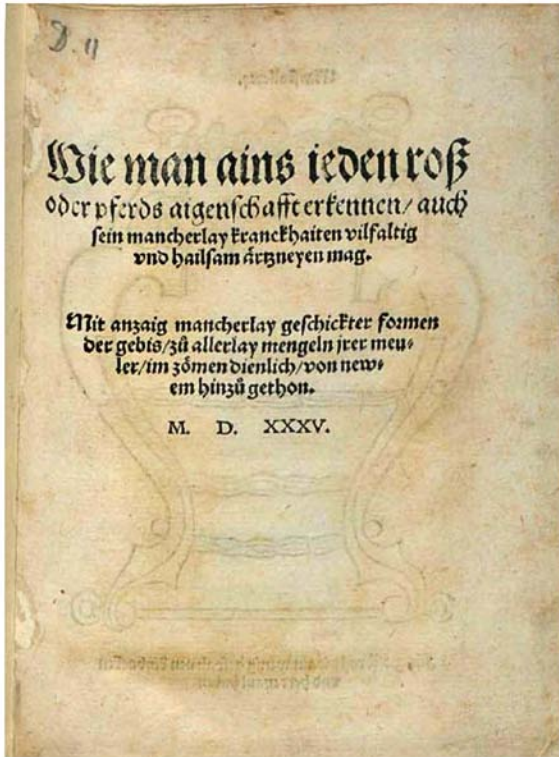 D. 11
Wie man ains ieden roß
oder pferds aigenschafft erkennen/ auch
sein mancherlay kranckhaiten vilfaltig
vnd hailsam ärtzneyen mag.
Mit anzaig mancherlay geschickter formen
der gebis/zů allerlay mengeln jrer meu⸗
ler/im zömen dienlich/von new⸗
em hinzů gethon.
M. D. XXXV.